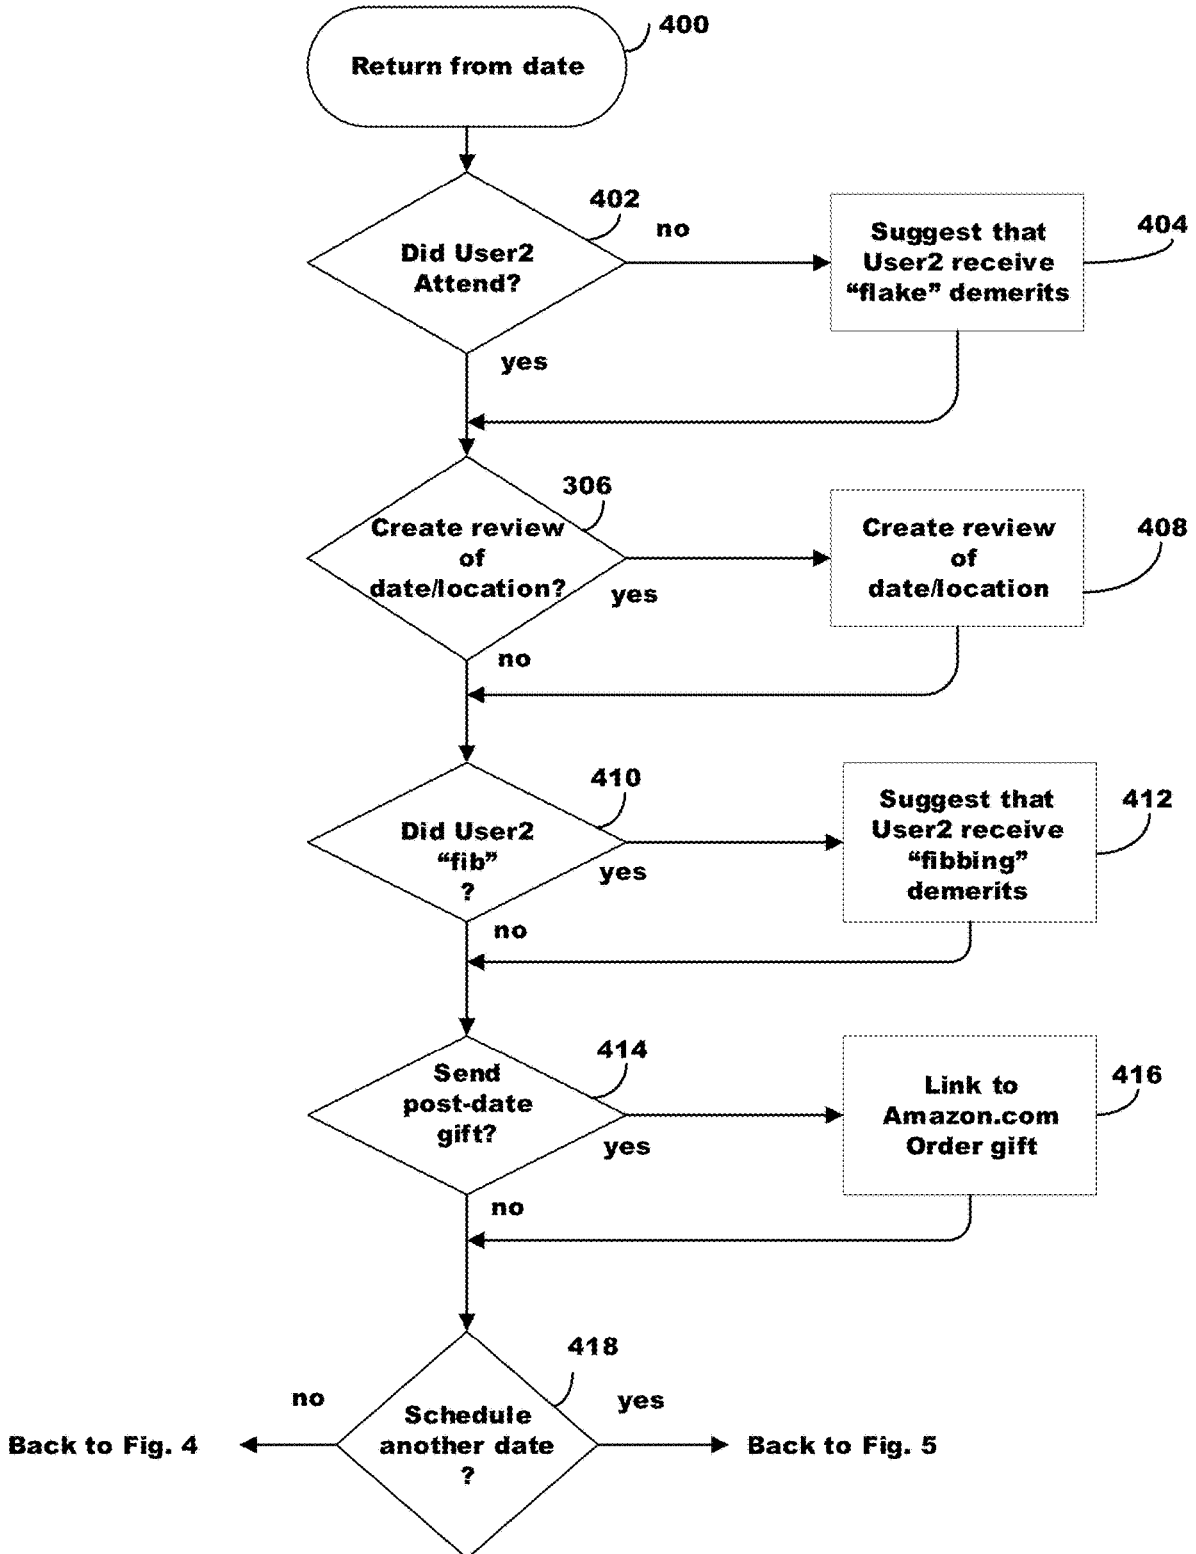 400
Return from date
402
no
Did User2
Attend?
yes
Suggest that
User2 receive
“flake” demerits
404
306
Create review
of
date/location?
yes
no
Create review
of
date/location
408
410
Did User2
“fib”
?
yes
no
Suggest that
User2 receive
“fibbing”
demerits
412
414
Send
post-date
gift?
yes
no
Link to
Amazon.com
Order gift
416
418
no
yes
Schedule
another date
?
Back to Fig. 4
Back to Fig. 5